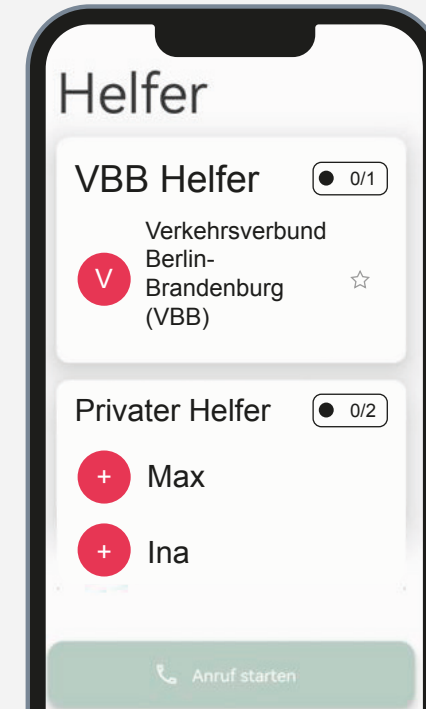 Helfer
VBB Helfer
0/1
V
Verkehrsverbund
Berlin-
Brandenburg
(VBB)
Privater Helfer
0/2
+ Max
+ Ina
Anruf starten